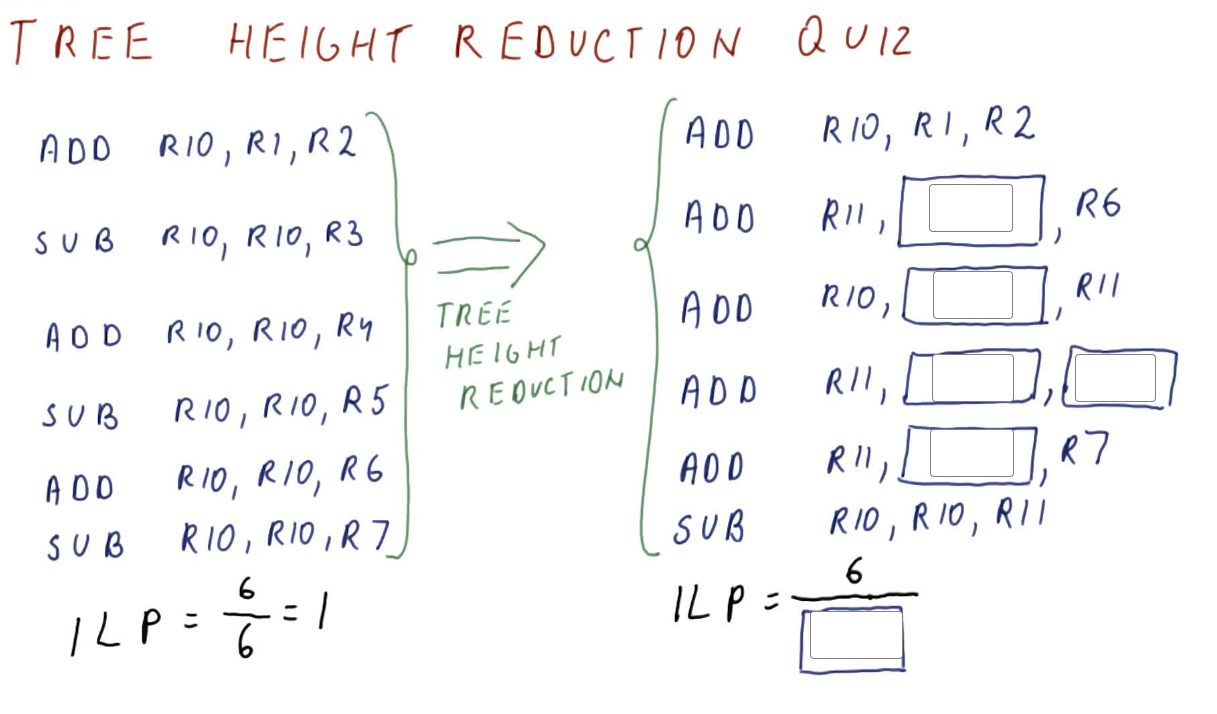 TREE HEIGHT REDUCTION QUIZ
ADD R10, R1, R2
SUB R10, R10, R3
ADD R10, R10, R4
SUB R10, R10, R5
ADD R10, R10, R6
SUB R10, R10, R7
ILP = 6/6 = 1
TREE
HEIGHT
REDUCTION
ADD R10, R1, R2
ADD R11, , R6
ADD R10, , R11
ADD R11, ,
ADD R11, , R7
SUB R10, R10, R11
ILP = 6/